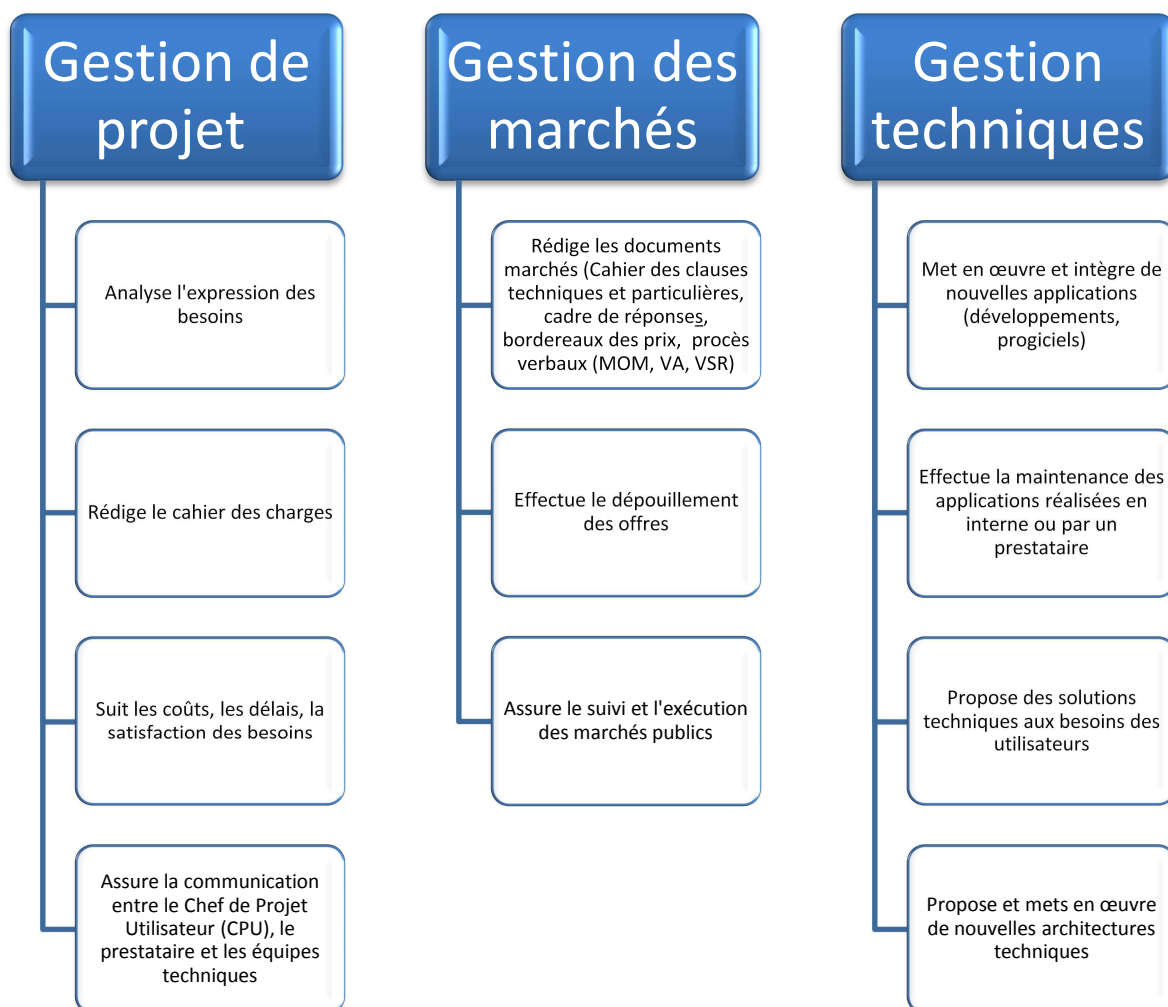 Gestion de
projet
Analyse l'expression des
besoins
Rédige le cahier des charges
Suit les coûts, les délais, la
satisfaction des besoins
Assure la communication
entre le Chef de Projet
Utilisateur (CPU), le
prestataire et les équipes
techniques
Gestion des
marchés
Rédige les documents
marchés (Cahier des clauses
techniques et particulières,
cadre de réponses,
bordereaux des prix,  procès
verbaux (MOM, VA, VSR)
Effectue le dépouillement
des offres
Assure le suivi et l'exécution
des marchés publics
Gestion
techniques
Met en œuvre et intègre de
nouvelles applications
(développements,
progiciels)
Effectue la maintenance des
applications réalisées en
interne ou par un
prestataire
Propose des solutions
techniques aux besoins des
utilisateurs
Propose et mets en œuvre
de nouvelles architectures
techniques